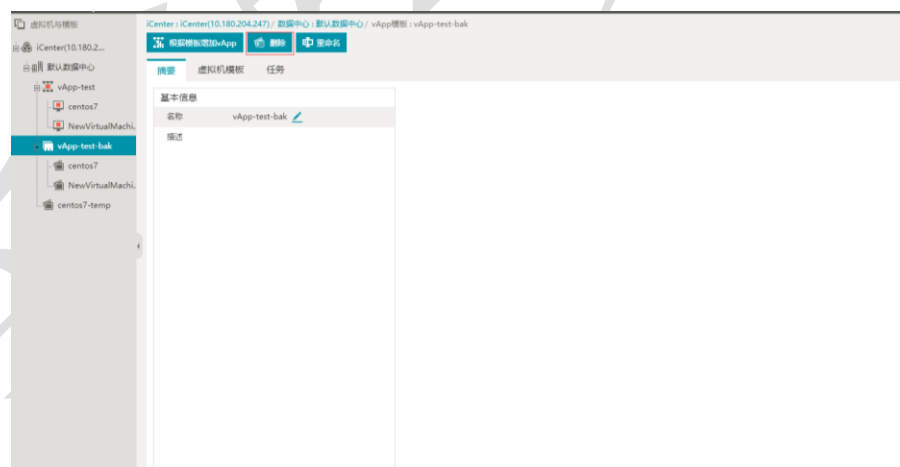 虚拟机与模板
iCenter : iCenter(10.180.204.247) / 数据中心 : 默认数据中心 / vApp模板 : vApp-test-bak
iCenter(10.180.2...
根据模板增加vApp 删除 重命名
默认数据中心
摘要 虚拟机模板 任务
vApp-test
基本信息
centos7
名称 vApp-test-bak
NewVirtualMachi.
描述
vApp-test-bak
centos7
NewVirtualMachi.
centos7-temp